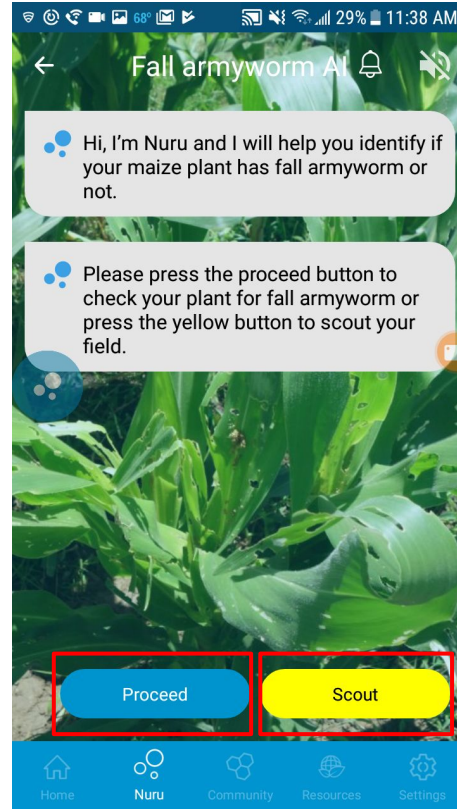 68° 29% 11:38 AM
Fall armyworm AI
Hi, I'm Nuru and I will help you identify if
your maize plant has fall armyworm or
not.
Please press the proceed button to
check your plant for fall armyworm or
press the yellow button to scout your
field.
Proceed Scout
Home Nuru Community Resources Settings